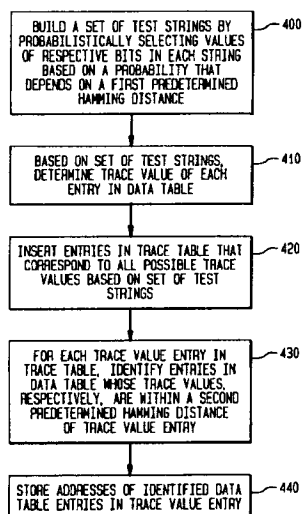 BUILD A SET OF TEST STRINGS BY
PROBABILISTICALLY SELECTING VALUES
OF RESPECTIVE BITS IN EACH STRING
BASED ON A PROBABILITY THAT
DEPENDS ON A FIRST PREDETERMINED
HAMMING DISTANCE
400
BASED ON SET OF TEST STRINGS,
DETERMINE TRACE VALUE OF EACH
ENTRY IN DATA TABLE
410
INSERT ENTRIES IN TRACE TABLE THAT
CORRESPOND TO ALL POSSIBLE TRACE
VALUES BASED ON SET OF TEST
STRINGS
420
FOR EACH TRACE VALUE ENTRY IN
TRACE TABLE, IDENTIFY ENTRIES IN
DATA TABLE WHOSE TRACE VALUES,
RESPECTIVELY, ARE WITHIN A SECOND
PREDETERMINED HAMMING DISTANCE
OF TRACE VALUE ENTRY
430
STORE ADDRESSES OF IDENTIFIED DATA
TABLE ENTRIES IN TRACE VALUE ENTRY
440